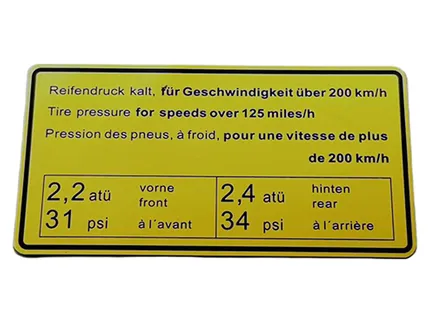 Reifendruck kalt, für Geschwindigkeit über 200 km/h
Tire pressure for speeds over 125 miles/h
Pression des pneus, à froid, pour une vitesse de plus
de 200 km/h
2,2 atü vorne 2,4 atü hinten
front rear
31 psi à l´avant 34 psi à l´arrière